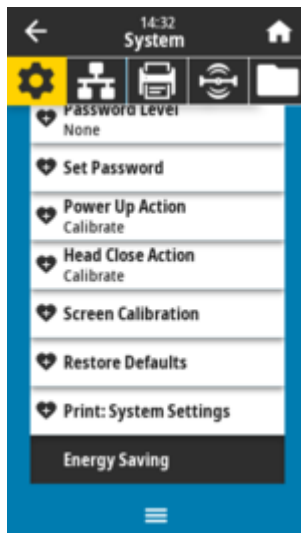 14:32
System
Password Level
None
Set Password
Power Up Action
Calibrate
Head Close Action
Calibrate
Screen Calibration
Restore Defaults
Print: System Settings
Energy Saving